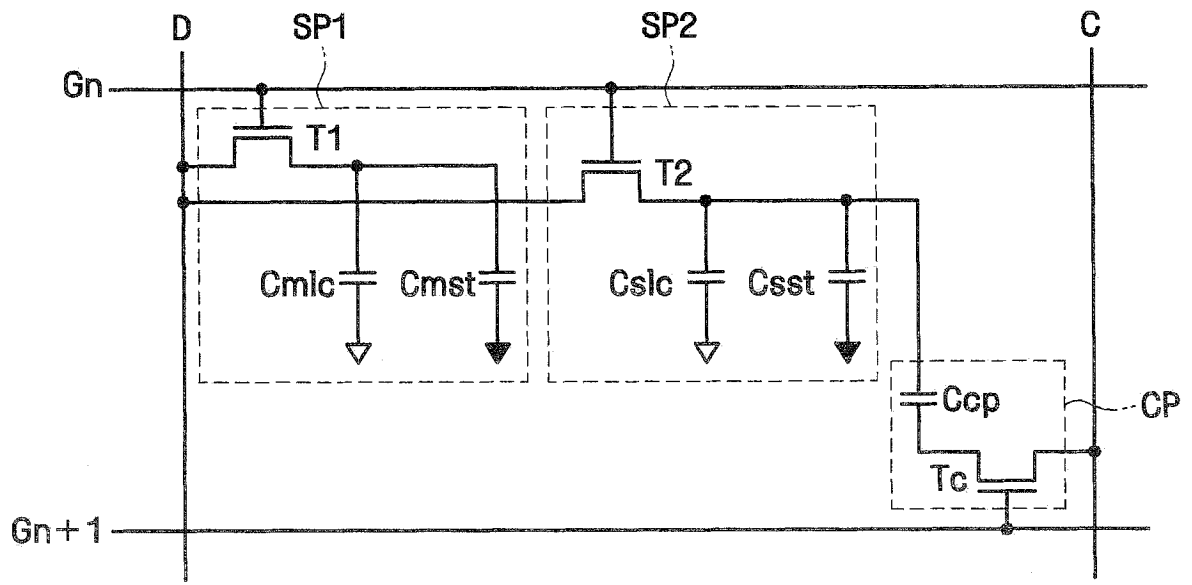 D SP1 SP2 C
Gn
T1
T2
Cmlc Cmst Cslc Csst
Ccp CP
Tc
Gn+1